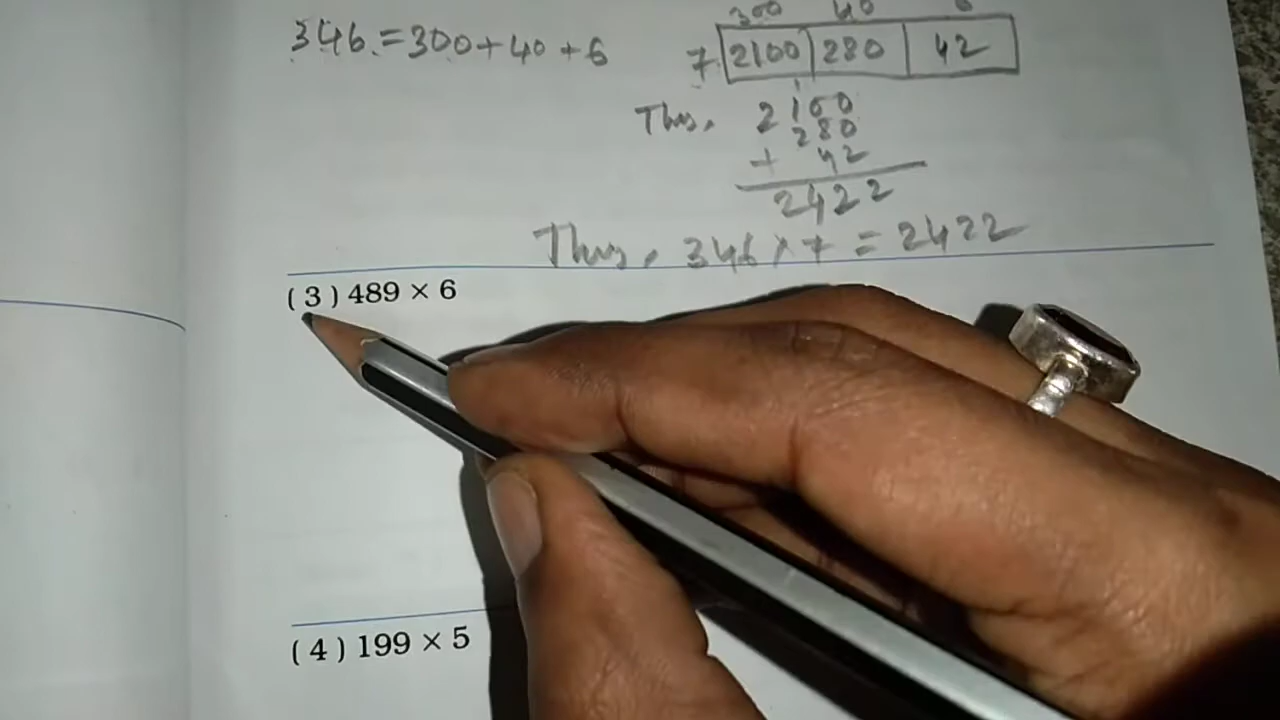 346 = 300 + 40 + 6
300 40 6
7 2100 280 42
1
Thus, 2100
280
+ 42
2422
Thus, 346 × 7 = 2422
( 3 ) 489 × 6
( 4 ) 199 × 5